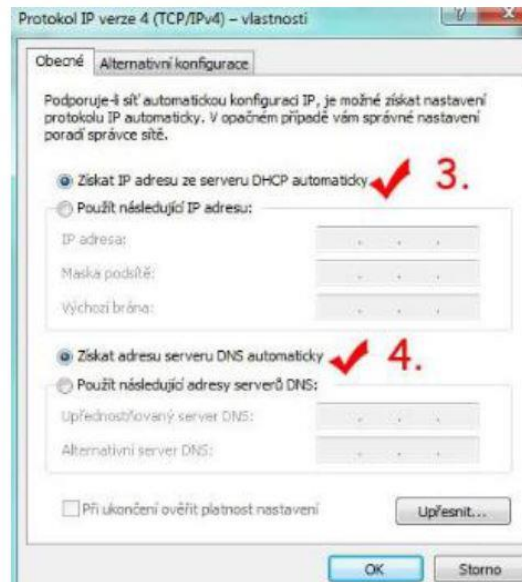 Protokol IP verze 4 (TCP/IPv4) – vlastnosti
Obecné
Alternativní konfigurace
Podporuje-li síť automatickou konfiguraci IP, je možné získat nastavení
protokolu IP automaticky. V opačném případě vám správné nastavení
poradí správce sítě.
Získat IP adresu ze serveru DHCP automaticky
3.
Použít následující IP adresu:
IP adresa:
Maska podsítě:
Výchozí brána:
Získat adresu serveru DNS automaticky
4.
Použít následující adresy serverů DNS:
Upřednostňovaný server DNS:
Alternativní server DNS:
Při ukončení ověřit platnost nastavení
Upřesnit...
OK
Storno